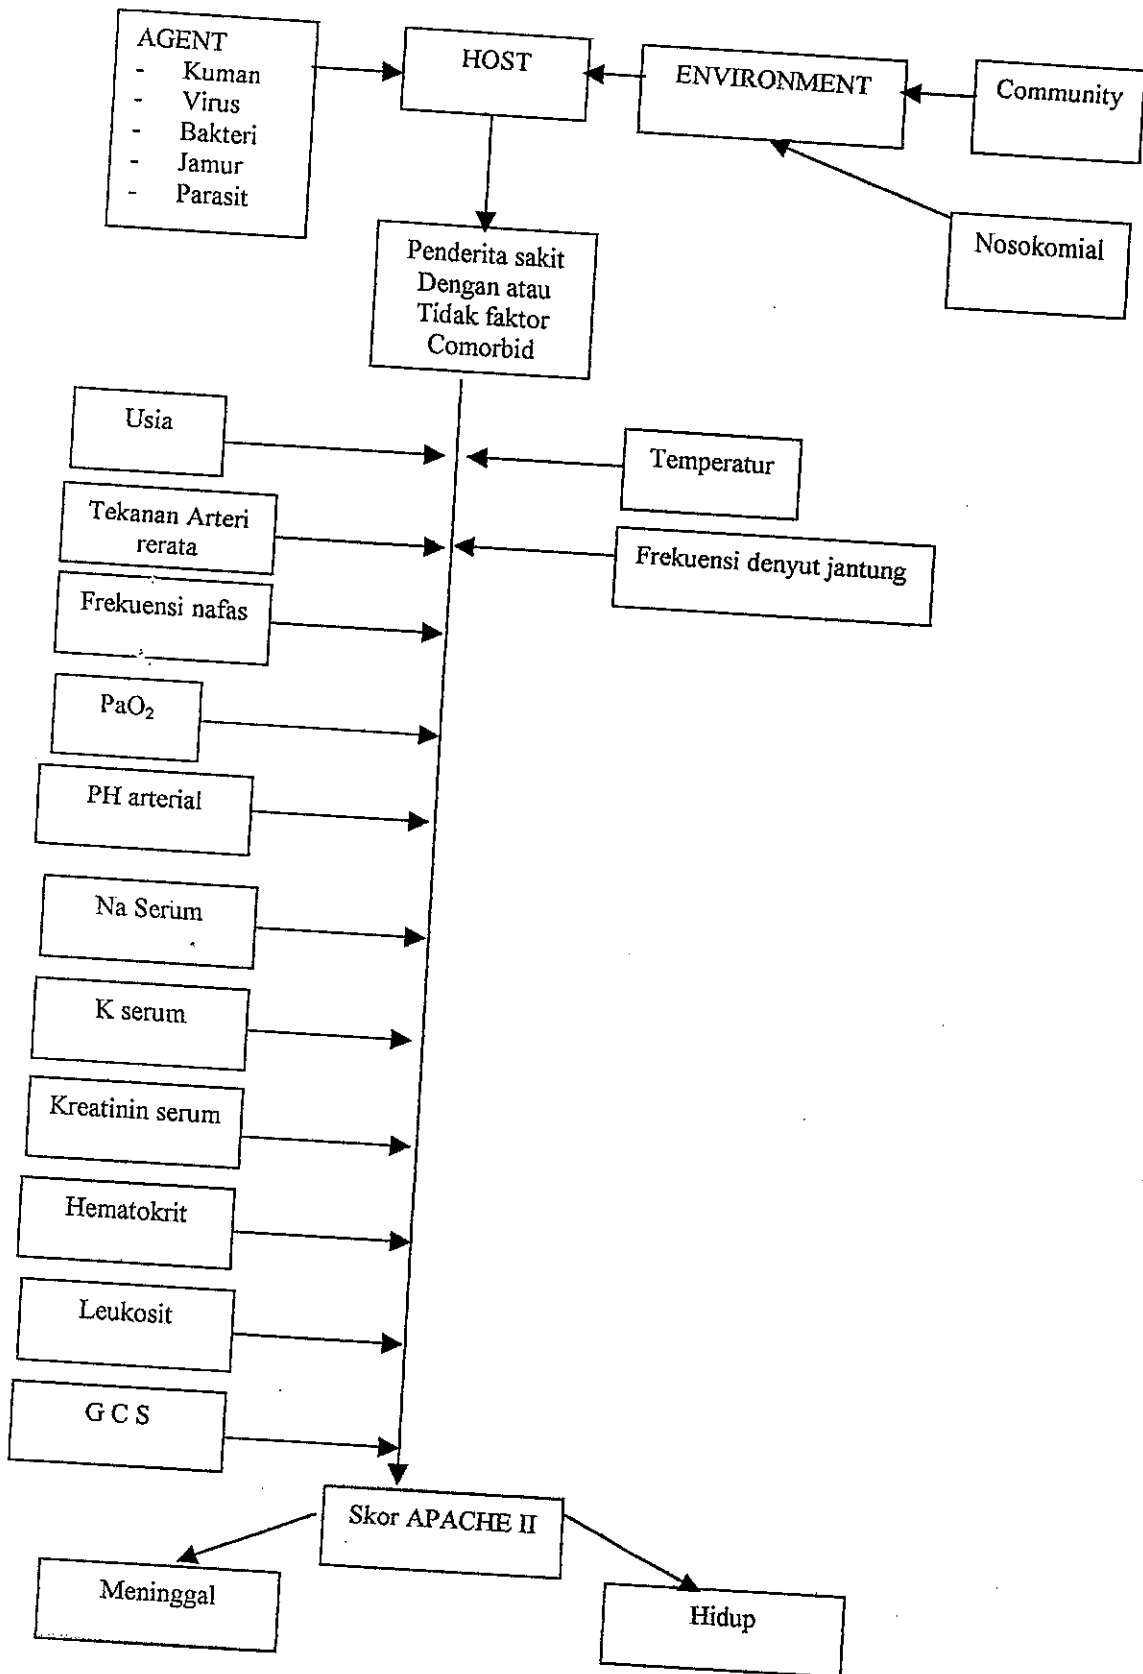 AGENT
- Kuman
- Virus
- Bakteri
- Jamur
- Parasit
HOST
ENVIRONMENT
Community
Nosokomial
Penderita sakit
Dengan atau
Tidak faktor
Comorbid
Usia
Temperatur
Tekanan Arteri
rerata
Frekuensi denyut jantung
Frekuensi nafas
PaO₂
PH arterial
Na Serum
K serum
Kreatinin serum
Hematokrit
Leukosit
G C S
Skor APACHE II
Meninggal
Hidup